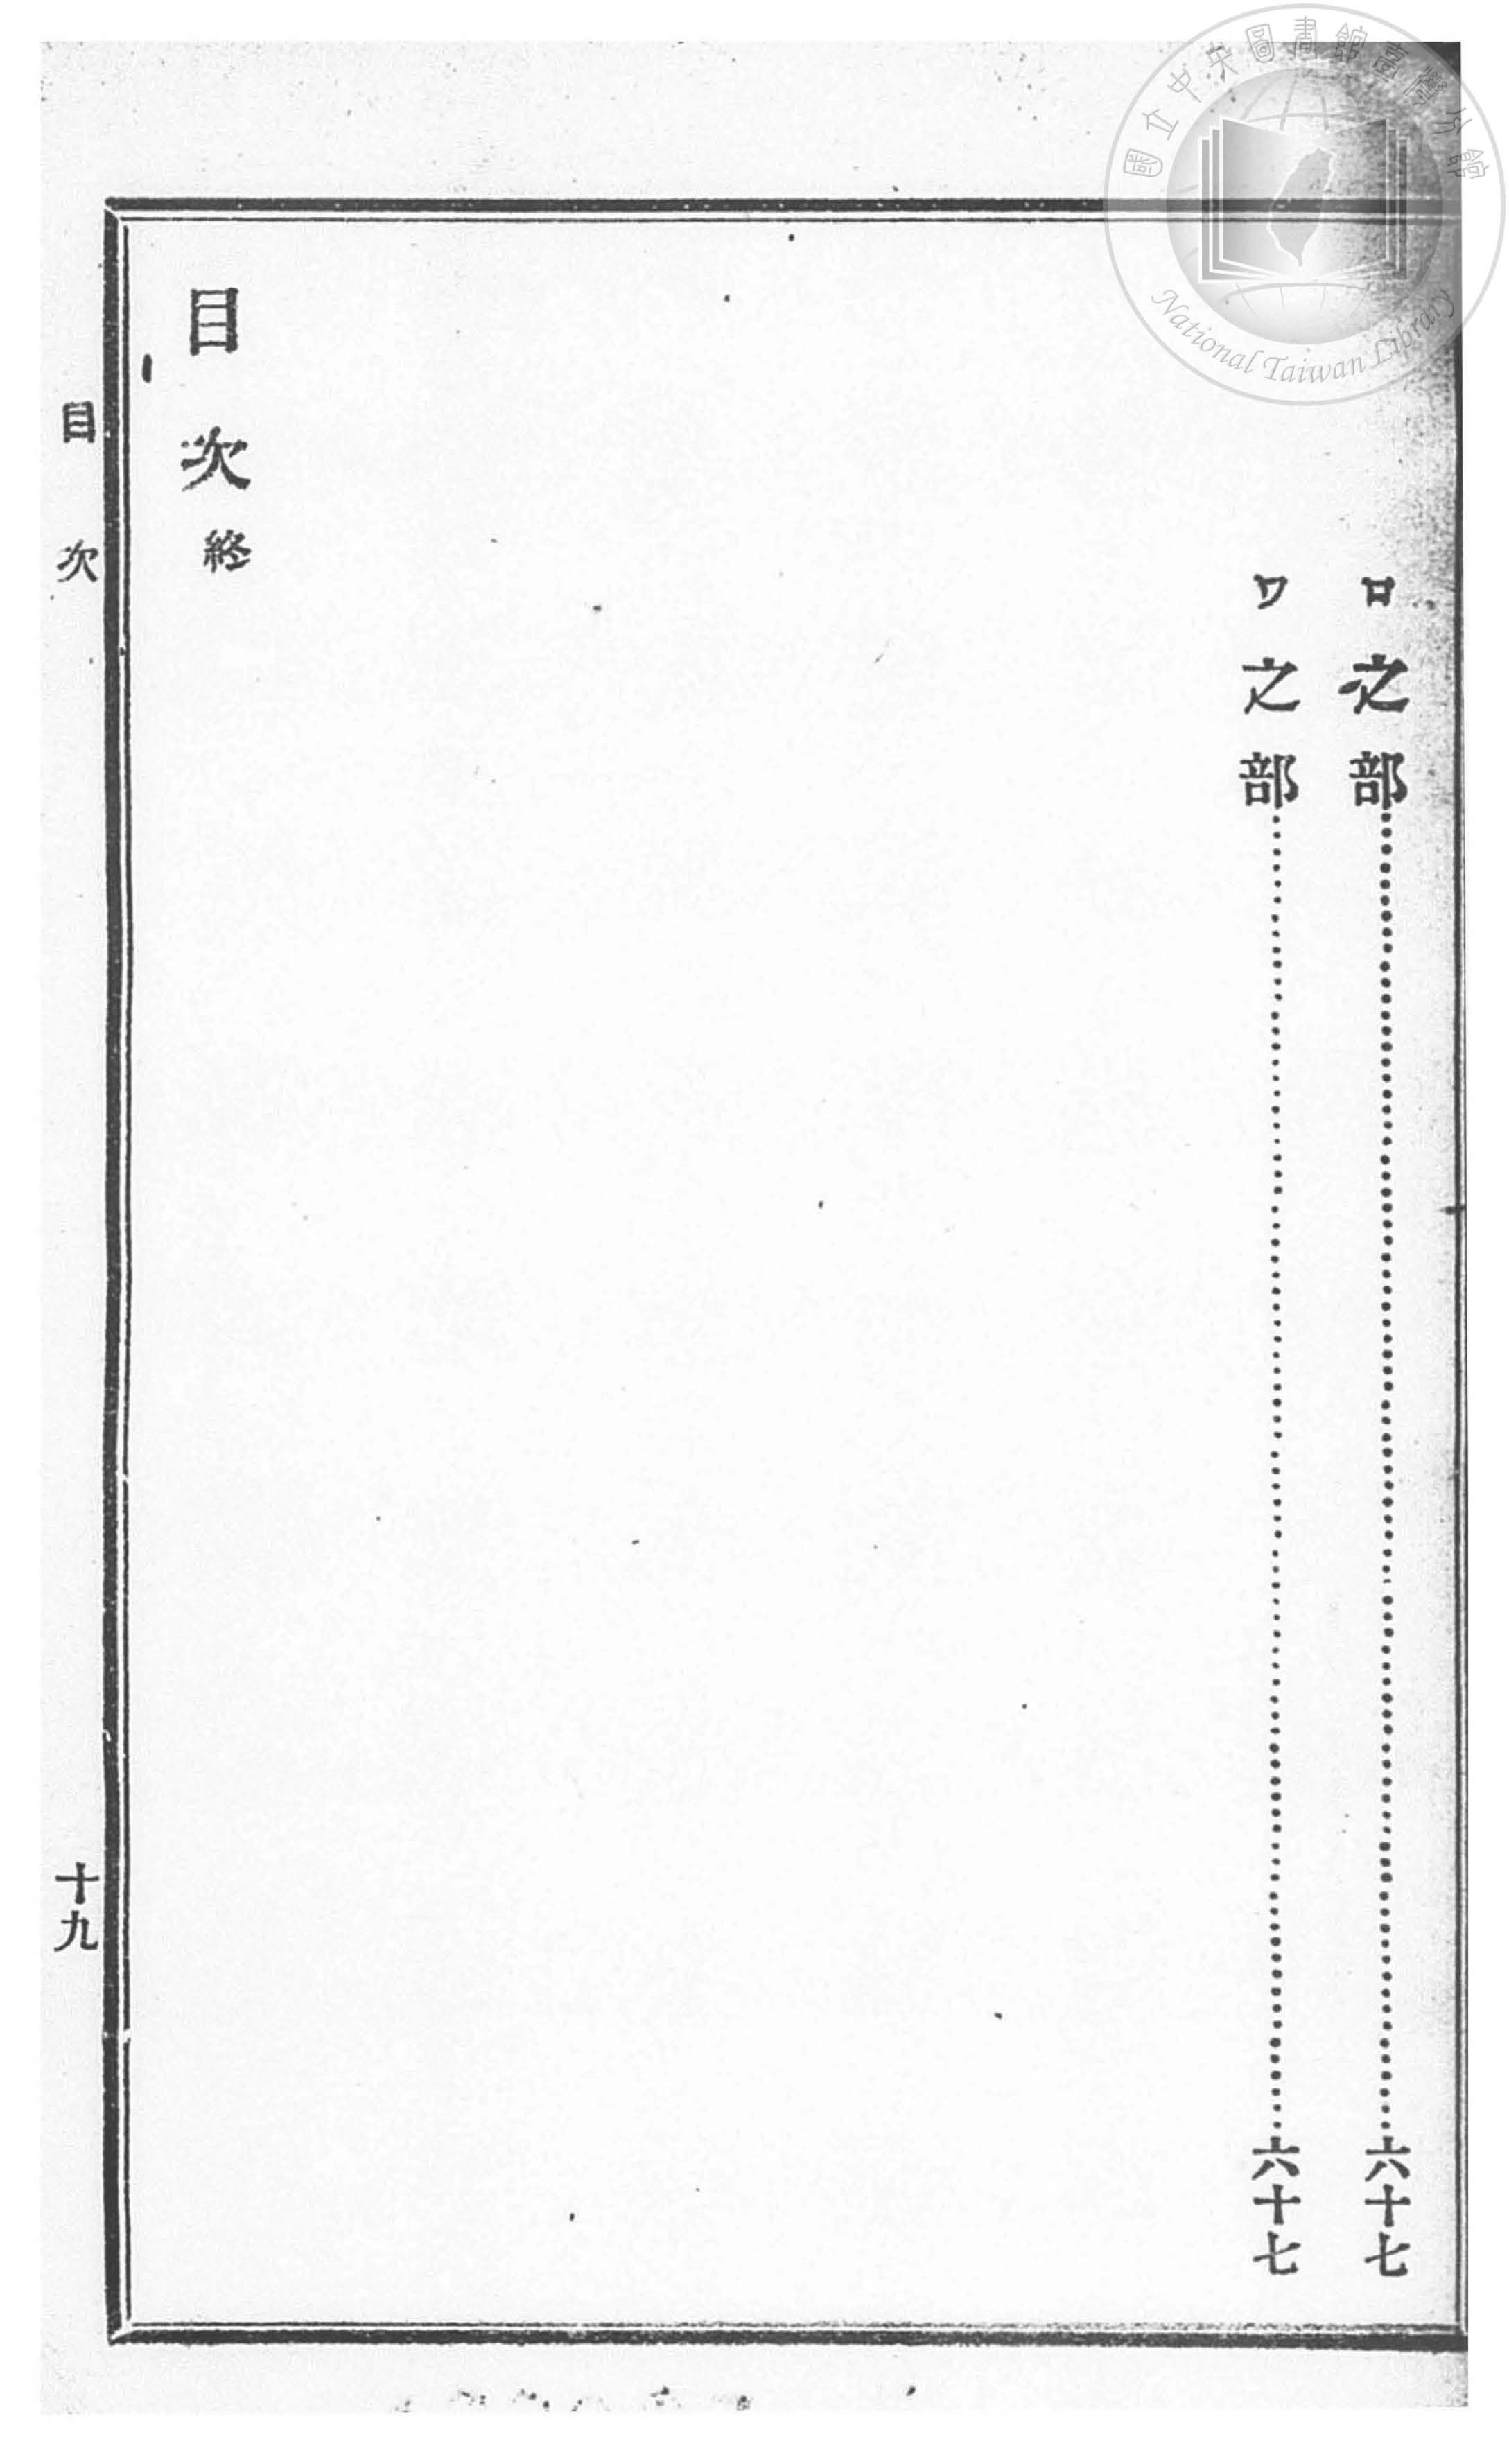 ロ之部……………………六十七
ワ之部……………………六十七
目次終
目次
十九
國立中央圖書館臺灣分館
National Taiwan Library